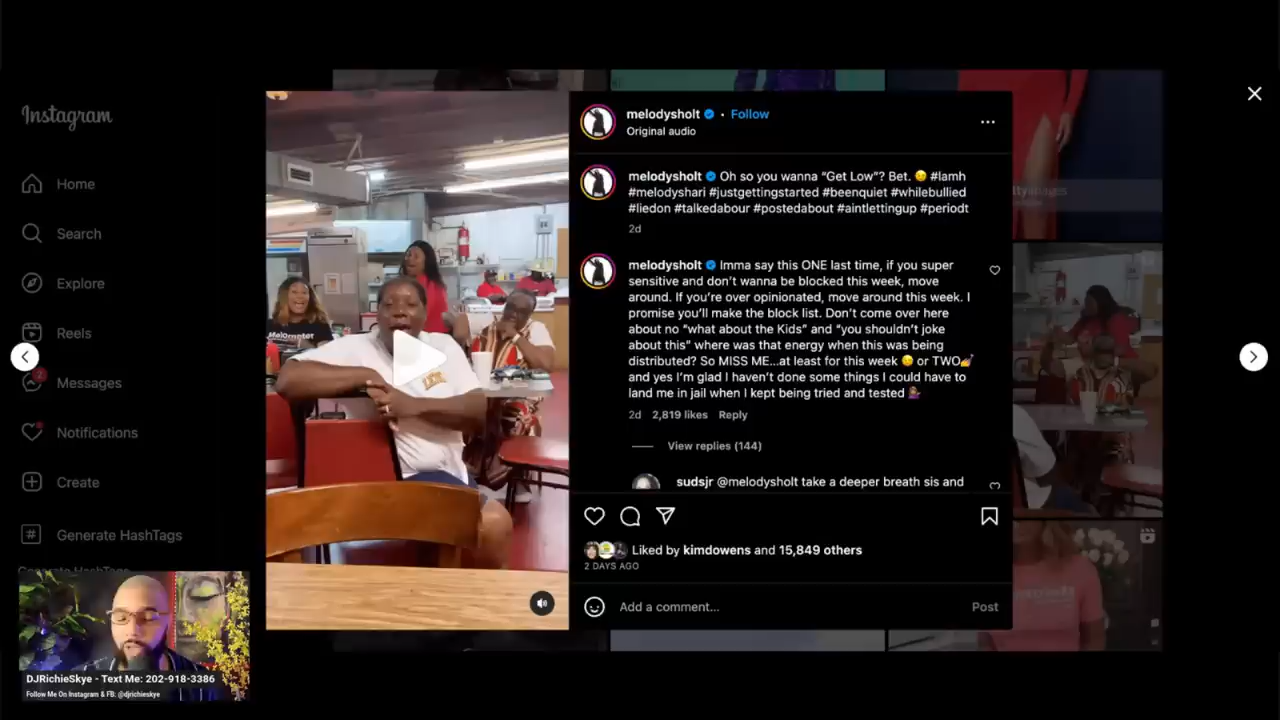 Instagram
Home
Search
Explore
Reels
2
Messages
Notifications
Create
Generate HashTags
melodysholt • Follow
Original audio
melodysholt Oh so you wanna “Get Low”? Bet. 😉 #lamh
#melodyshari #justgettingstarted #beenquiet #whilebullied
#liedon #talkedabour #postedabout #aintlettingup #periodt
2d
melodysholt Imma say this ONE last time, if you super
sensitive and don’t wanna be blocked this week, move
around. If you’re over opinionated, move around this week. I
promise you’ll make the block list. Don’t come over here
about no “what about the Kids” and “you shouldn’t joke
about this” where was that energy when this was being
distributed? So MISS ME...at least for this week 😉 or TWO💅🏾
and yes I’m glad I haven’t done some things I could have to
land me in jail when I kept being tried and tested 🤷🏾‍♀️
2d 2,819 likes Reply
View replies (144)
sudsjr @melodysholt take a deeper breath sis and
Liked by kimdowens and 15,849 others
2 DAYS AGO
Add a comment... Post
DJRichieSkye - Text Me: 202-918-3386
Follow Me On Instagram & FB: @djrichieskye